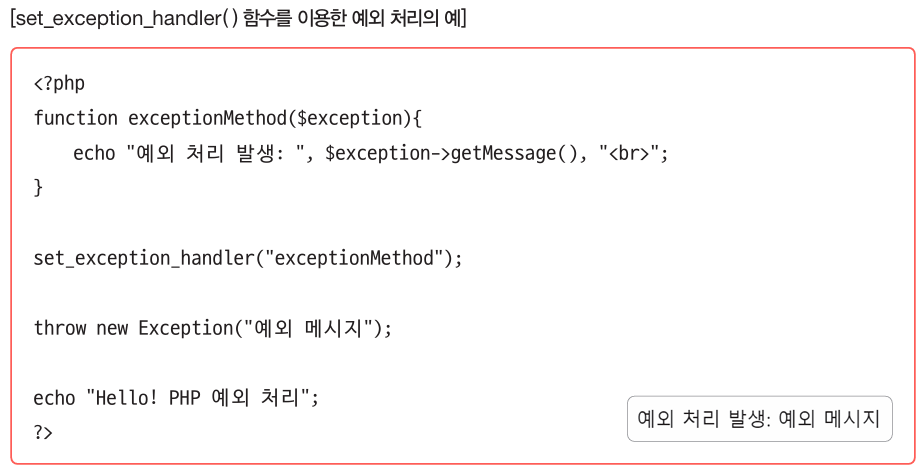 [set_exception_handler() 함수를 이용한 예외 처리의 예]
<?php
function exceptionMethod($exception){
    echo "예외 처리 발생: ", $exception->getMessage(), "<br>";
}
set_exception_handler("exceptionMethod");
throw new Exception("예외 메시지");
echo "Hello! PHP 예외 처리";
?>
예외 처리 발생: 예외 메시지